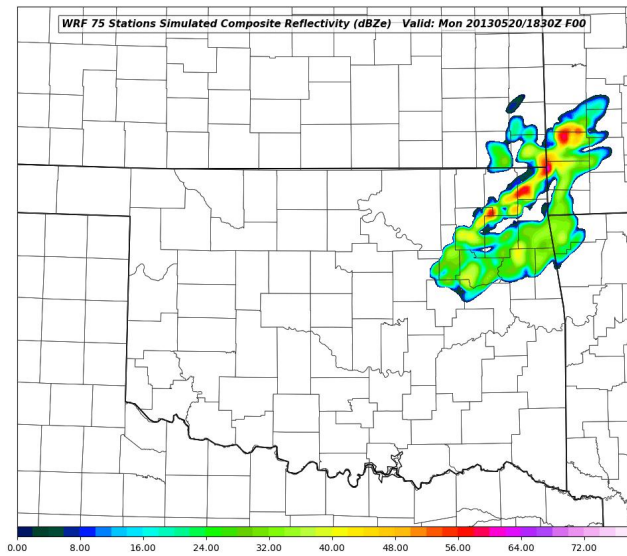 WRF 75 Stations Simulated Composite Reflectivity (dBZe)   Valid: Mon 20130520/1830Z F00
0.00 8.00 16.00 24.00 32.00 40.00 48.00 56.00 64.00 72.00